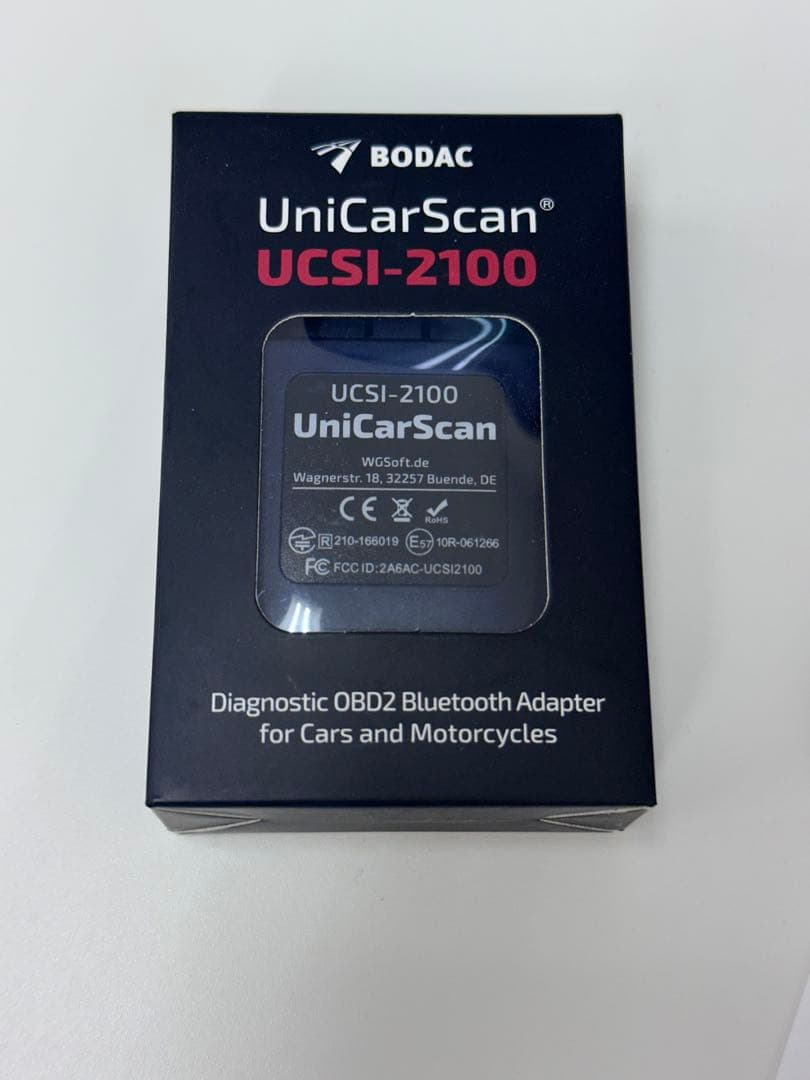 BODAC
UniCarScan®
UCSI-2100
UCSI-2100
UniCarScan
WGSoft.de
Wagnerstr. 18, 32257 Buende, DE
CE RoHS
R 210-166019 E57 10R-061266
FC FCC ID:2A6AC-UCSI2100
Diagnostic OBD2 Bluetooth Adapter
for Cars and Motorcycles